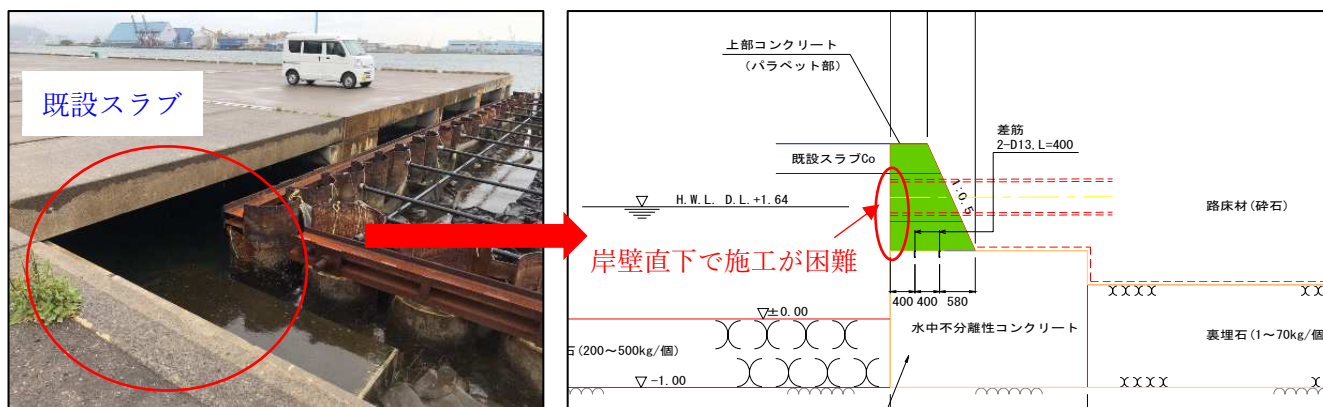 既設スラブ
上部コンクリート
(パラペット部)
差筋
2-D13,L=400
既設スラブCo
1:0.5
H.W.L. D.L.+1.64
路床材(砕石)
岸壁直下で施工が困難
400 400 580
▽±0.00
水中不分離性コンクリート
石(200～500kg/個)
裏埋石(1～70kg/個
▽-1.00